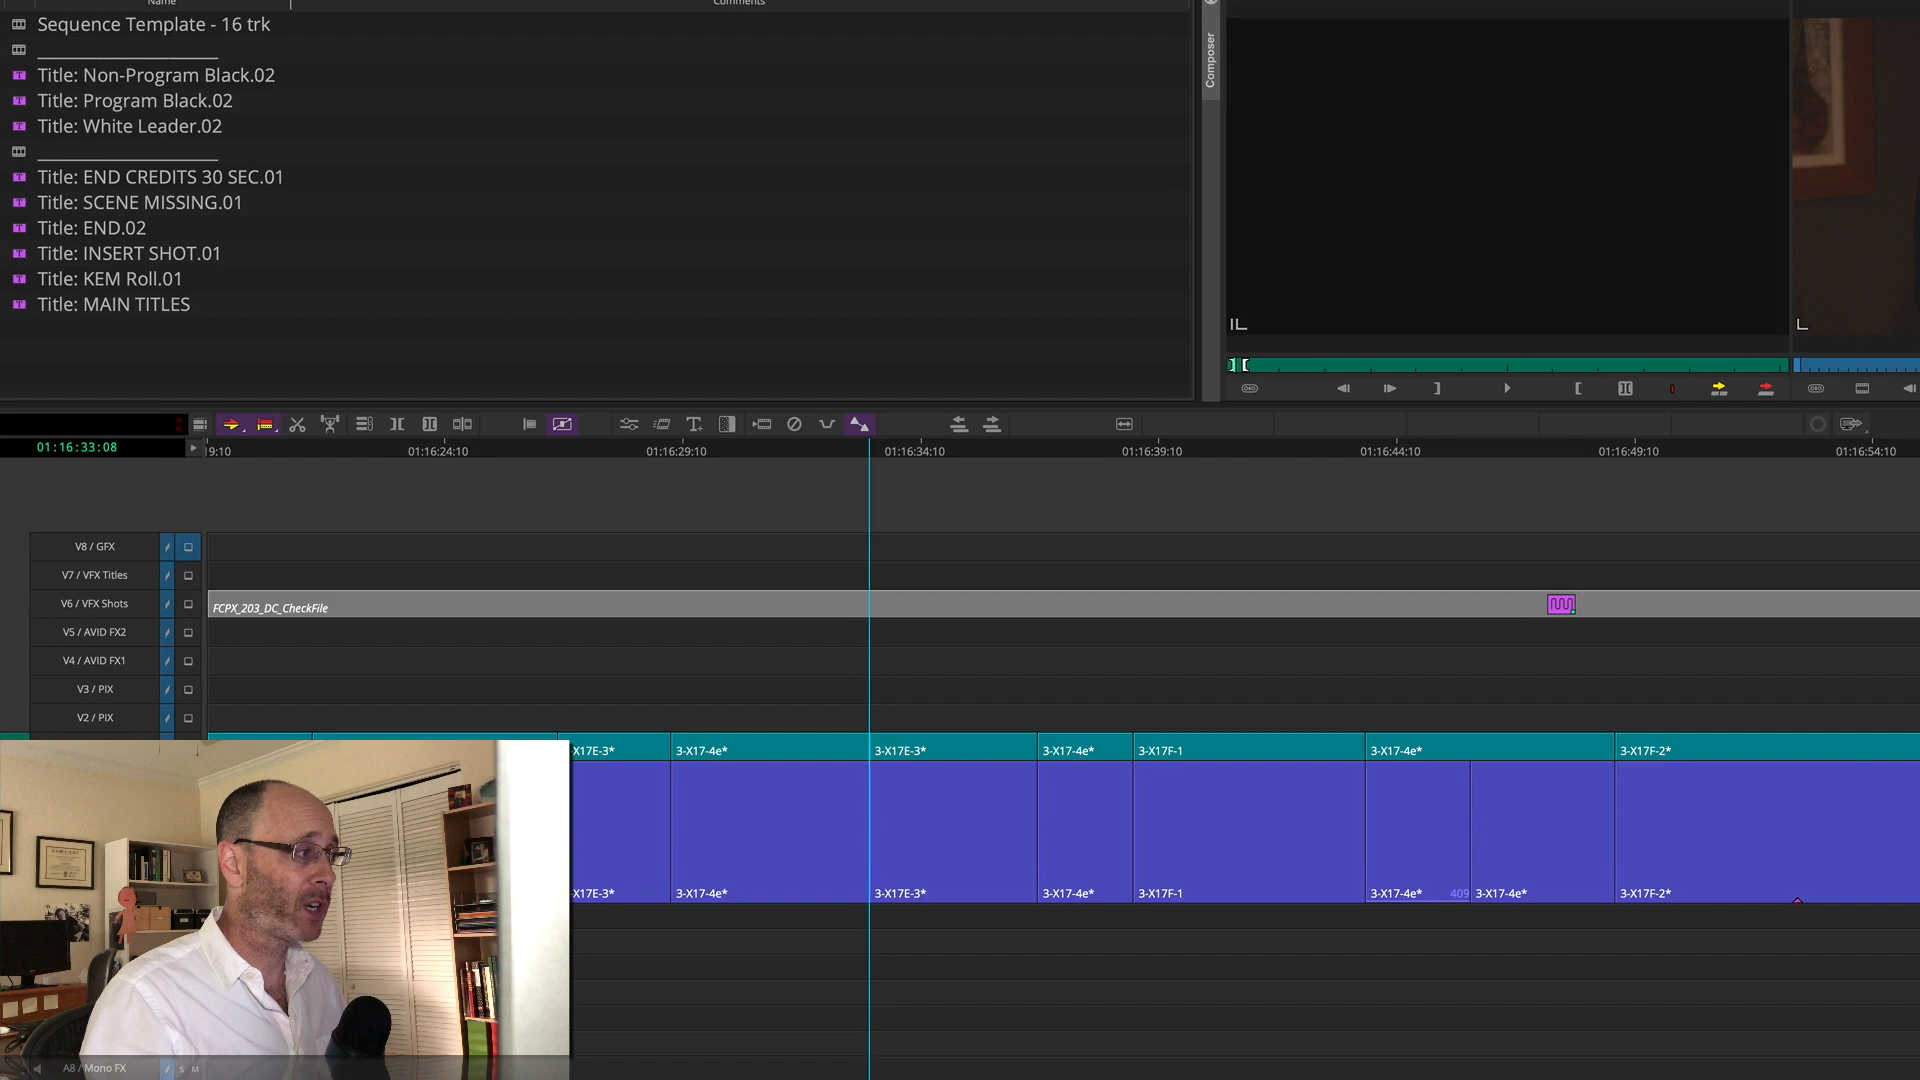 Name
Comments
Sequence Template - 16 trk
Title: Non-Program Black.02
Title: Program Black.02
Title: White Leader.02
Title: END CREDITS 30 SEC.01
Title: SCENE MISSING.01
Title: END.02
Title: INSERT SHOT.01
Title: KEM Roll.01
Title: MAIN TITLES
Composer
01:16:33:08
9:10
01:16:24:10
01:16:29:10
01:16:34:10
01:16:39:10
01:16:44:10
01:16:49:10
01:16:54:10
V8 / GFX
V7 / VFX Titles
V6 / VFX Shots
FCPX_203_DC_CheckFile
V5 / AVID FX2
V4 / AVID FX1
V3 / PIX
V2 / PIX
X17E-3*
3-X17-4e*
3-X17E-3*
3-X17-4e*
3-X17F-1
3-X17-4e*
3-X17F-2*
X17E-3*
3-X17-4e*
3-X17E-3*
3-X17-4e*
3-X17F-1
3-X17-4e*
409
3-X17-4e*
3-X17F-2*
A8 / Mono FX
S M